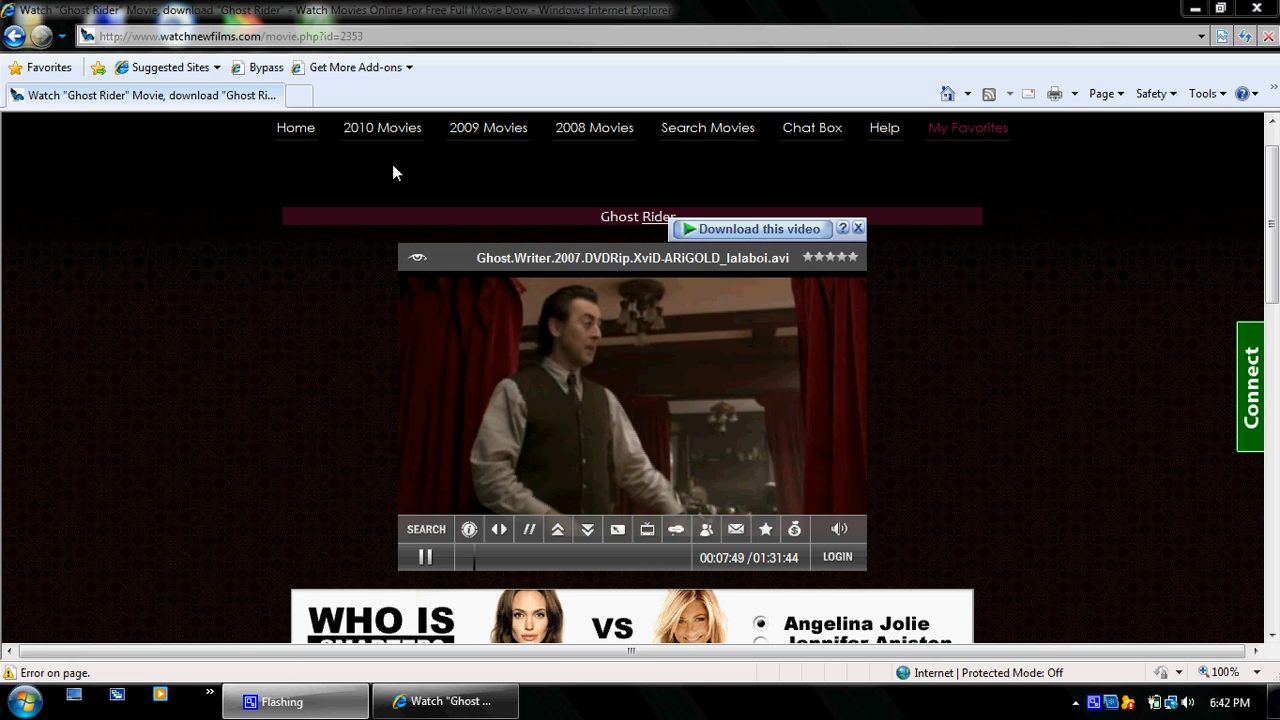 Watch "Ghost Rider" Movie, download "Ghost Rider" - Watch Movies Online For Free Full Movie Dow - Windows Internet Explorer
http://www.watchnewfilms.com/movie.php?id=2353
Favorites Suggested Sites Bypass Get More Add-ons
Watch "Ghost Rider" Movie, download "Ghost Ri... Page Safety Tools
Home 2010 Movies 2009 Movies 2008 Movies Search Movies Chat Box Help My Favorites
Ghost Rider
Download this video
Ghost.Writer.2007.DVDRip.XviD-ARiGOLD_lalaboi.avi
Connect
SEARCH
00:07:49 /01:31:44 LOGIN
WHO IS VS Angelina Jolie
Jennifer Aniston
Error on page. Internet | Protected Mode: Off 100%
Flashing Watch "Ghost ... 6:42 PM